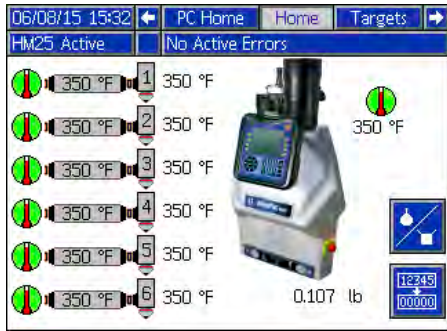 06/08/15 15:32 PC Home Home Targets
HM25 Active No Active Errors
350 °F 1 350 °F
350 °F 2 350 °F
350 °F 3 350 °F
350 °F 4 350 °F
350 °F 5 350 °F
350 °F 6 350 °F
350 °F
0.107 lb
12345
00000